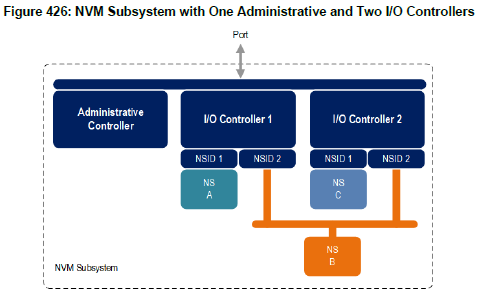 Figure 426: NVM Subsystem with One Administrative and Two I/O Controllers
Port
Administrative
Controller
I/O Controller 1
I/O Controller 2
NSID 1
NSID 2
NSID 1
NSID 2
NS
A
NS
C
NS
B
NVM Subsystem